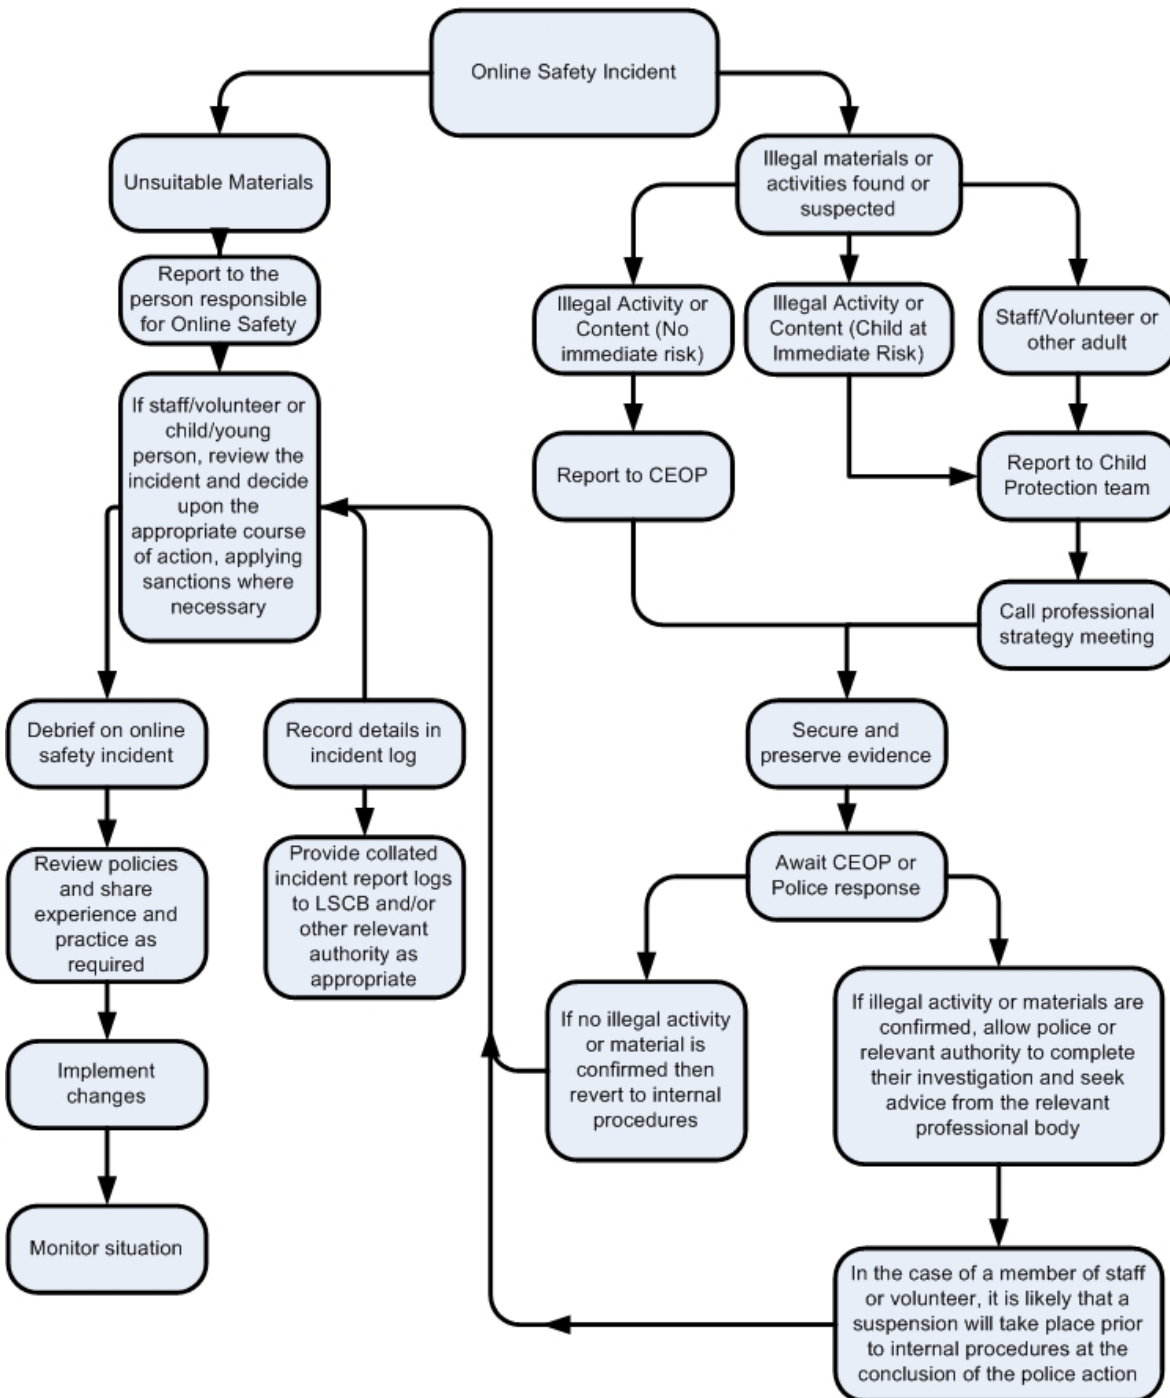 Online Safety Incident
Unsuitable Materials
Illegal materials or
activities found or
suspected
Report to the
person responsible
for Online Safety
Illegal Activity or
Content (No
immediate risk)
Illegal Activity or
Content (Child at
Immediate Risk)
Staff/Volunteer or
other adult
If staff/volunteer or
child/young
person, review the
incident and decide
upon the
appropriate course
of action, applying
sanctions where
necessary
Report to CEOP
Report to Child
Protection team
Call professional
strategy meeting
Debrief on online
safety incident
Record details in
incident log
Secure and
preserve evidence
Review policies
and share
experience and
practice as
required
Provide collated
incident report logs
to LSCB and/or
other relevant
authority as
appropriate
Await CEOP or
Police response
If no illegal activity
or material is
confirmed then
revert to internal
procedures
If illegal activity or materials are
confirmed, allow police or
relevant authority to complete
their investigation and seek
advice from the relevant
professional body
Implement
changes
Monitor situation
In the case of a member of staff
or volunteer, it is likely that a
suspension will take place prior
to internal procedures at the
conclusion of the police action